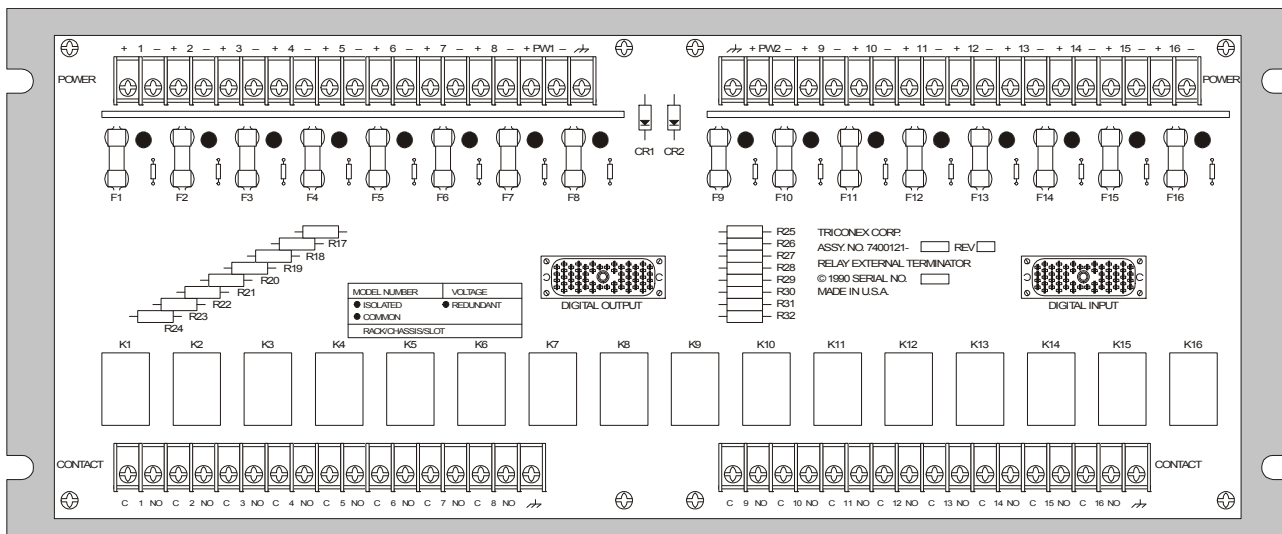 + 1 – + 2 – + 3 – + 4 – + 5 – + 6 – + 7 – + 8 – + PW1 –
+ PW2 – + 9 – + 10 – + 11 – + 12 – + 13 – + 14 – + 15 – + 16 –
POWER
POWER
CR1 CR2
F1 F2 F3 F4 F5 F6 F7 F8
F9 F10 F11 F12 F13 F14 F15 F16
R17
R18
R19
R20
R21
R22
R23
R24
MODEL NUMBER VOLTAGE
ISOLATED REDUNDANT
COMMON
RACK/CHASSIS/SLOT
DIGITAL OUTPUT
R25
R26
R27
R28
R29
R30
R31
R32
TRICONEX CORP.
ASSY. NO. 7400121- REV
RELAY EXTERNAL TERMINATOR
© 1990 SERIAL NO.
MADE IN U.S.A.
DIGITAL INPUT
K1 K2 K3 K4 K5 K6 K7 K8 K9 K10 K11 K12 K13 K14 K15 K16
CONTACT
CONTACT
C 1 NO C 2 NO C 3 NO C 4 NO C 5 NO C 6 NO C 7 NO C 8 NO
C 9 NO C 10 NO C 11 NO C 12 NO C 13 NO C 14 NO C 15 NO C 16 NO